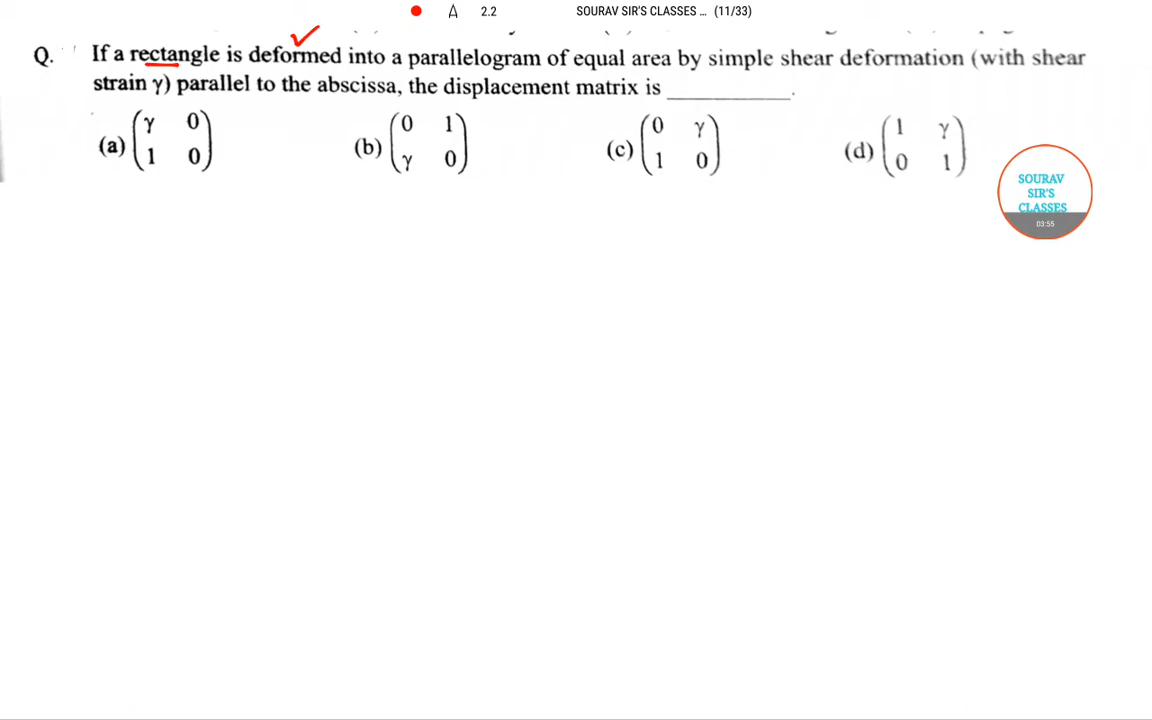 A 2.2 SOURAV SIR'S CLASSES ... (11/33)
Q. If a rectangle is deformed into a parallelogram of equal area by simple shear deformation (with shear
strain γ) parallel to the abscissa, the displacement matrix is ___________.
(a) (γ 0 (b) (0 1 (c) (0 γ (d) (1 γ
1 0) γ 0) 1 0) 0 1)
SOURAV
SIR'S
CLASSES
03:55